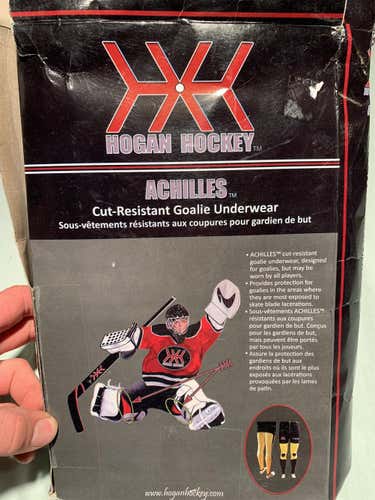 HOGAN HOCKEY™
ACHILLES™
Cut-Resistant Goalie Underwear
Sous-vêtements résistants aux coupures pour gardien de but
• ACHILLES™ cut-resistant
goalie underwear, designed
for goalies, but may be
worn by all players.
• Provides protection for
goalies in the areas where
they are most exposed to
skate blade lacerations.
• Sous-vêtements ACHILLES™
résistants aux coupures
pour gardien de but. Conçus
pour les gardiens de but,
mais peuvent être portés
par tous les joueurs.
• Assure la protection des
gardiens de but aux
endroits où ils sont le plus
exposés aux lacérations
provoquées par les lames
de patin.
www.hoganhockey.com